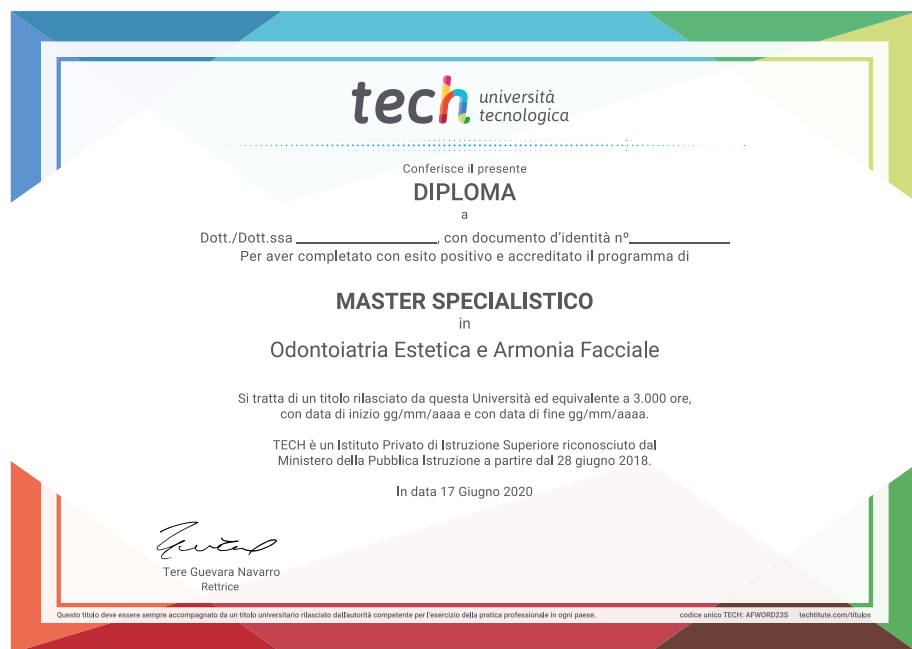 tech università
tecnologica
Conferisce il presente
DIPLOMA
a
Dott./Dott.ssa ________________, con documento d'identità nº____________
Per aver completato con esito positivo e accreditato il programma di
MASTER SPECIALISTICO
in
Odontoiatria Estetica e Armonia Facciale
Si tratta di un titolo rilasciato da questa Università ed equivalente a 3.000 ore,
con data di inizio gg/mm/aaaa e con data di fine gg/mm/aaaa.
TECH è un Istituto Privato di Istruzione Superiore riconosciuto dal
Ministero della Pubblica Istruzione a partire dal 28 giugno 2018.
In data 17 Giugno 2020
Tere Guevara Navarro
Rettrice
Questo titolo deve essere sempre accompagnato da un titolo universitario rilasciato dall'autorità competente per l'esercizio della pratica professionale in ogni paese. codice unico TECH: AFWORD23S techtitute.com/títulos